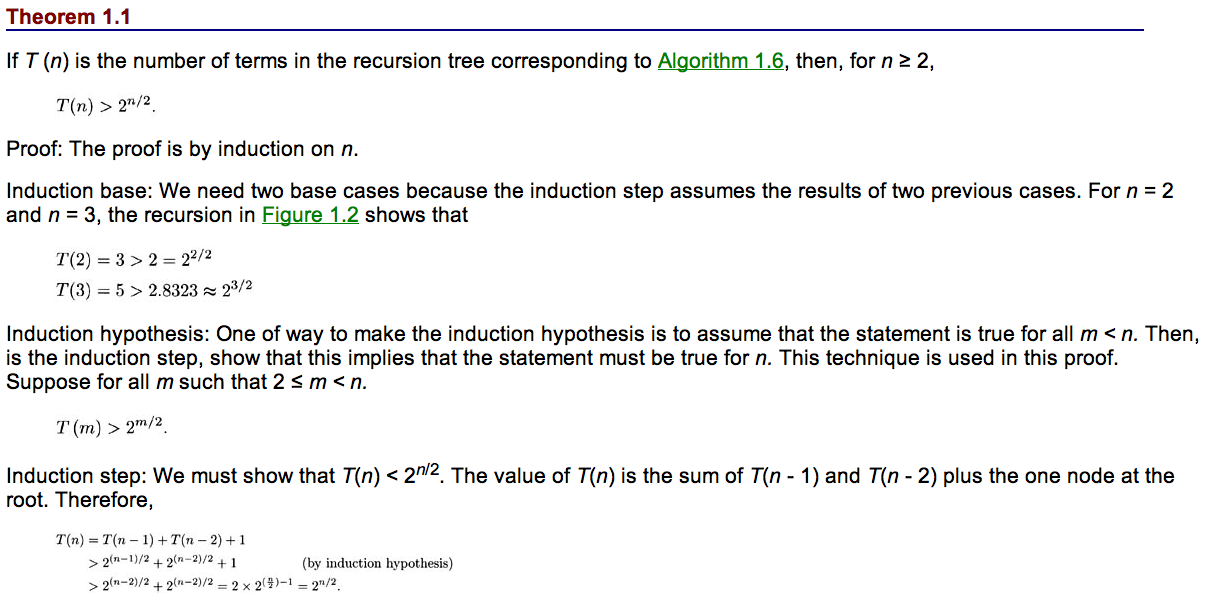 Theorem 1.1
If T (n) is the number of terms in the recursion tree corresponding to Algorithm 1.6, then, for n ≥ 2,
T(n) > 2^{n/2}.
Proof: The proof is by induction on n.
Induction base: We need two base cases because the induction step assumes the results of two previous cases. For n = 2
and n = 3, the recursion in Figure 1.2 shows that
T(2) = 3 > 2 = 2^{2/2}
T(3) = 5 > 2.8323 ≈ 2^{3/2}
Induction hypothesis: One of way to make the induction hypothesis is to assume that the statement is true for all m < n. Then,
is the induction step, show that this implies that the statement must be true for n. This technique is used in this proof.
Suppose for all m such that 2 ≤ m < n.
T (m) > 2^{m/2}.
Induction step: We must show that T(n) < 2^{n/2}. The value of T(n) is the sum of T(n - 1) and T(n - 2) plus the one node at the
root. Therefore,
T(n) = T(n − 1) + T(n − 2) + 1
> 2^{(n−1)/2} + 2^{(n−2)/2} + 1 (by induction hypothesis)
> 2^{(n−2)/2} + 2^{(n−2)/2} = 2 × 2^{(n/2)−1} = 2^{n/2}.